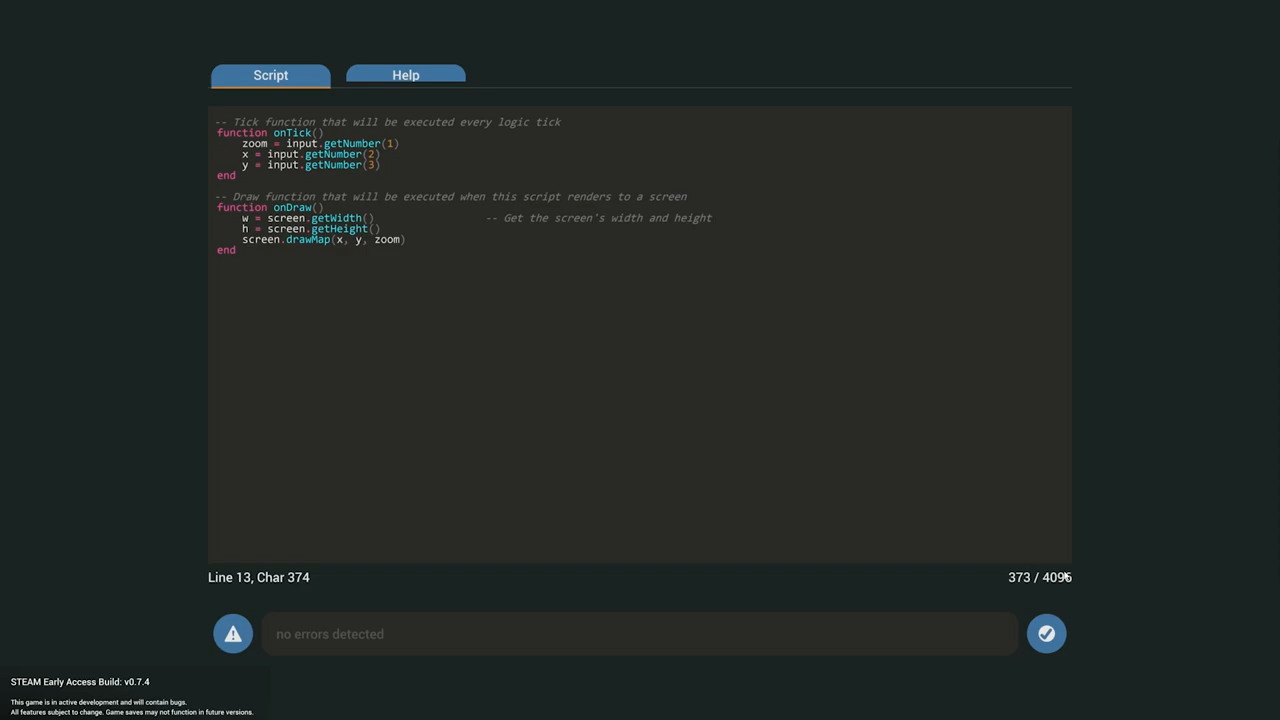 Script
Help
-- Tick function that will be executed every logic tick
function onTick()
zoom = input.getNumber(1)
x = input.getNumber(2)
y = input.getNumber(3)
end
-- Draw function that will be executed when this script renders to a screen
function onDraw()
w = screen.getWidth() -- Get the screen's width and height
h = screen.getHeight()
screen.drawMap(x, y, zoom)
end
Line 13, Char 374
373 / 4096
no errors detected
STEAM Early Access Build: v0.7.4
This game is in active development and will contain bugs.
All features subject to change. Game saves may not function in future versions.